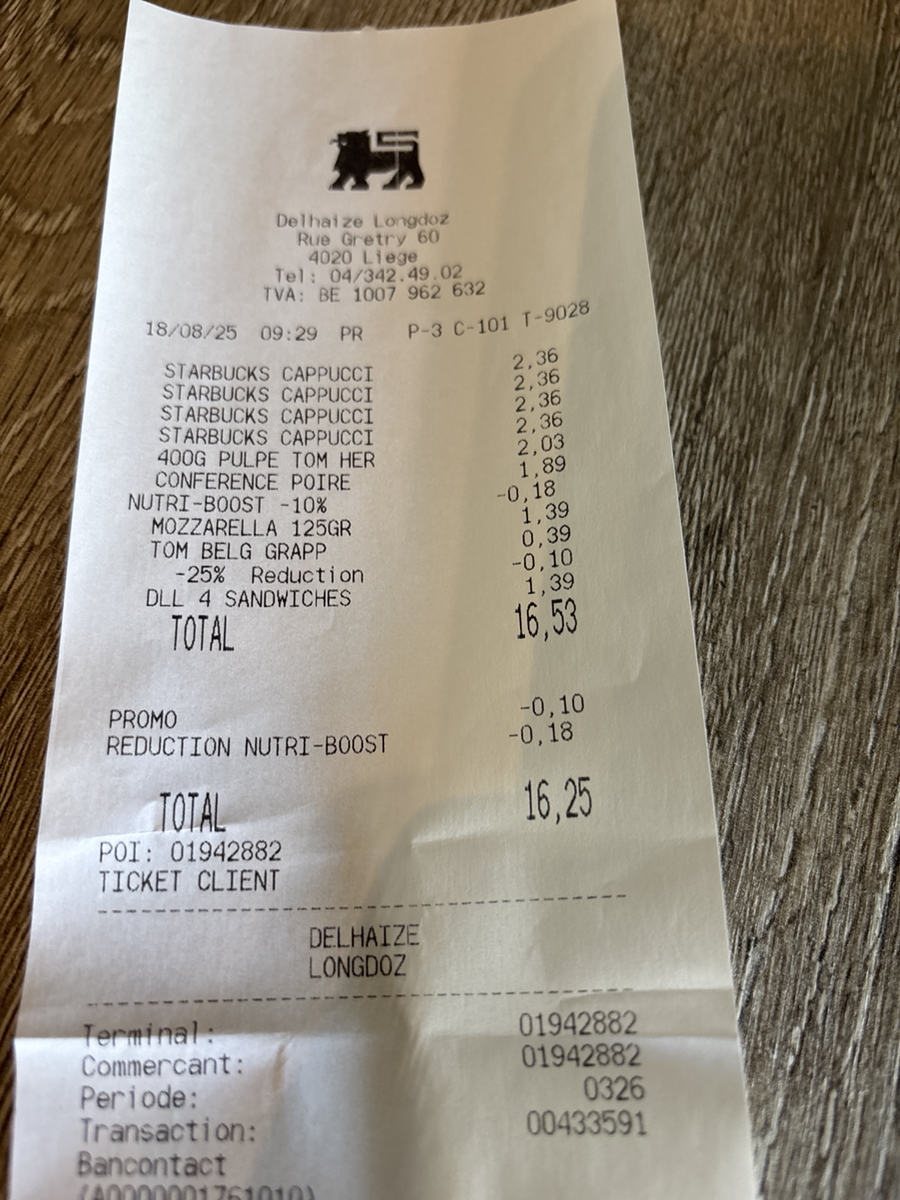 Delhaize Longdoz
Rue Gretry 60
4020 Liege
Tel: 04/342.49.02
TVA: BE 1007 962 632
18/08/25 09:29 PR P-3 C-101 T-9028
STARBUCKS CAPPUCCI 2,36
STARBUCKS CAPPUCCI 2,36
STARBUCKS CAPPUCCI 2,36
STARBUCKS CAPPUCCI 2,36
400G PULPE TOM HER 2,03
CONFERENCE POIRE 1,89
NUTRI-BOOST -10% -0,18
MOZZARELLA 125GR 1,39
TOM BELG GRAPP 0,39
-25% Reduction -0,10
DLL 4 SANDWICHES 1,39
TOTAL 16,53
PROMO -0,10
REDUCTION NUTRI-BOOST -0,18
TOTAL 16,25
POI: 01942882
TICKET CLIENT
DELHAIZE
LONGDOZ
Terminal: 01942882
Commercant: 01942882
Periode: 0326
Transaction: 00433591
Bancontact
(A0000001761010)